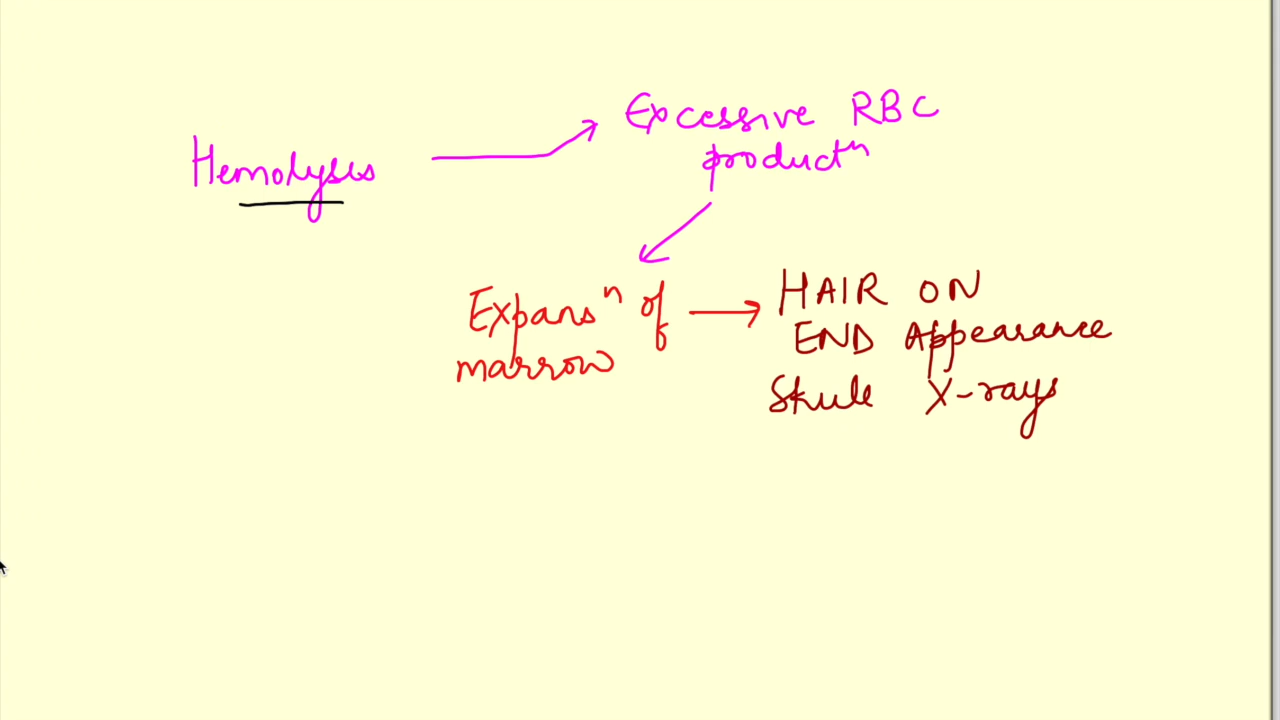 Hemolysis
Excessive RBC
productⁿ
Expansⁿ of
marrow
HAIR ON
END Appearance
Skull X-rays